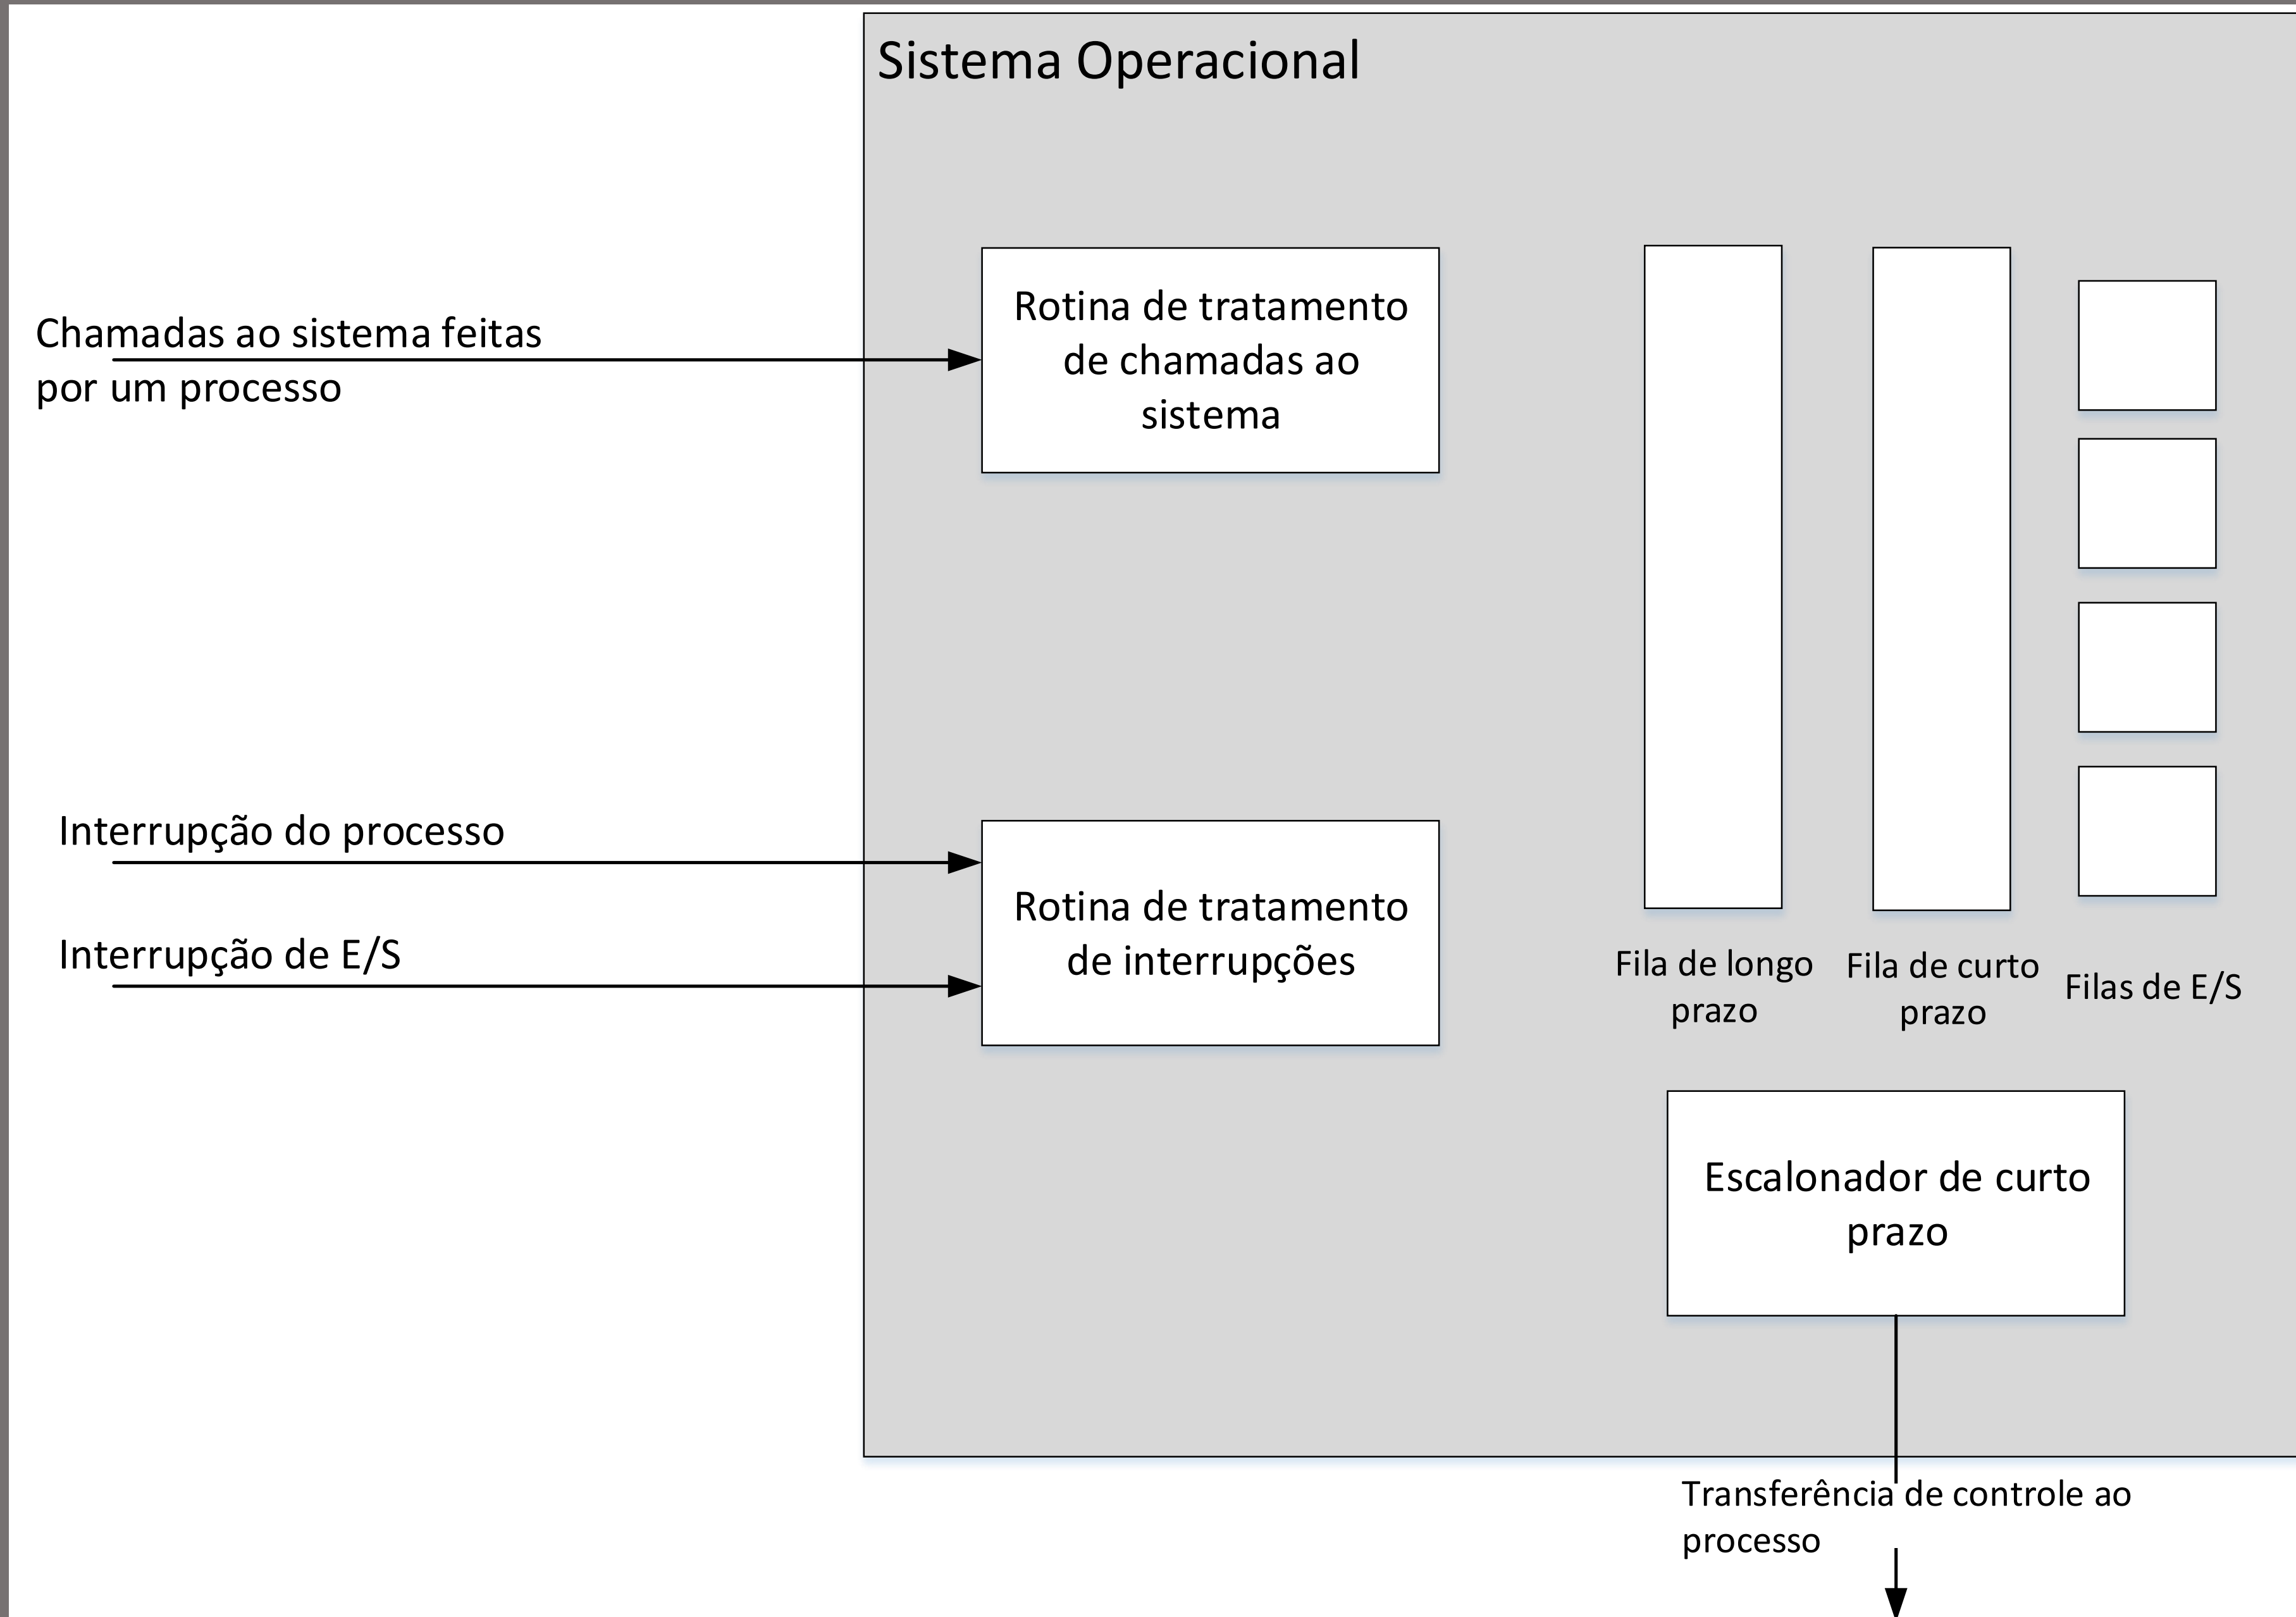 Sistema Operacional
Rotina de tratamento
de chamadas ao
sistema
Chamadas ao sistema feitas
por um processo
Interrupção do processo
Interrupção de E/S
Rotina de tratamento
de interrupções
Fila de longo
prazo
Fila de curto
prazo
Filas de E/S
Escalonador de curto
prazo
Transferência de controle ao
processo